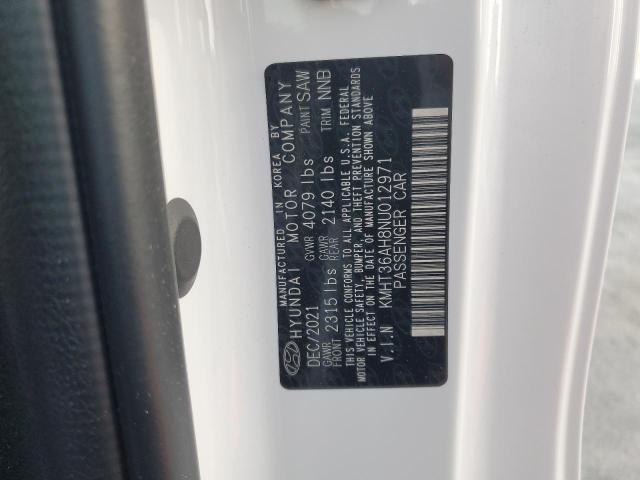 MANUFACTURED IN KOREA BY
HYUNDAI MOTOR COMPANY
DEC/2021 GVWR 4079 lbs PAINT SAW
GAWR FRONT 2315 lbs GAWR REAR 2140 lbs TRIM NNB
THIS VEHICLE CONFORMS TO ALL APPLICABLE U.S.A. FEDERAL
MOTOR VEHICLE SAFETY, BUMPER, AND THEFT PREVENTION STANDARDS
IN EFFECT ON THE DATE OF MANUFACTURE SHOWN ABOVE
V.I.N KMHT36AH8NU012971
PASSENGER CAR